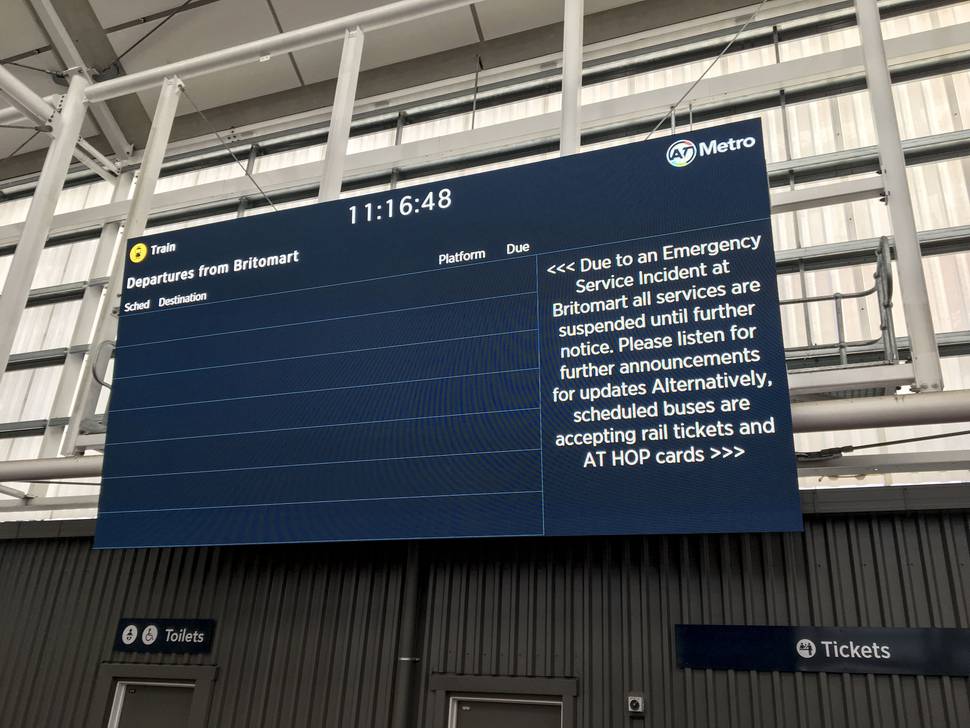 AT Metro
11:16:48
Train
Departures from Britomart
Platform Due
Sched Destination
<<< Due to an Emergency
Service Incident at
Britomart all services are
suspended until further
notice. Please listen for
further announcements
for updates Alternatively,
scheduled buses are
accepting rail tickets and
AT HOP cards >>>
Toilets
Tickets